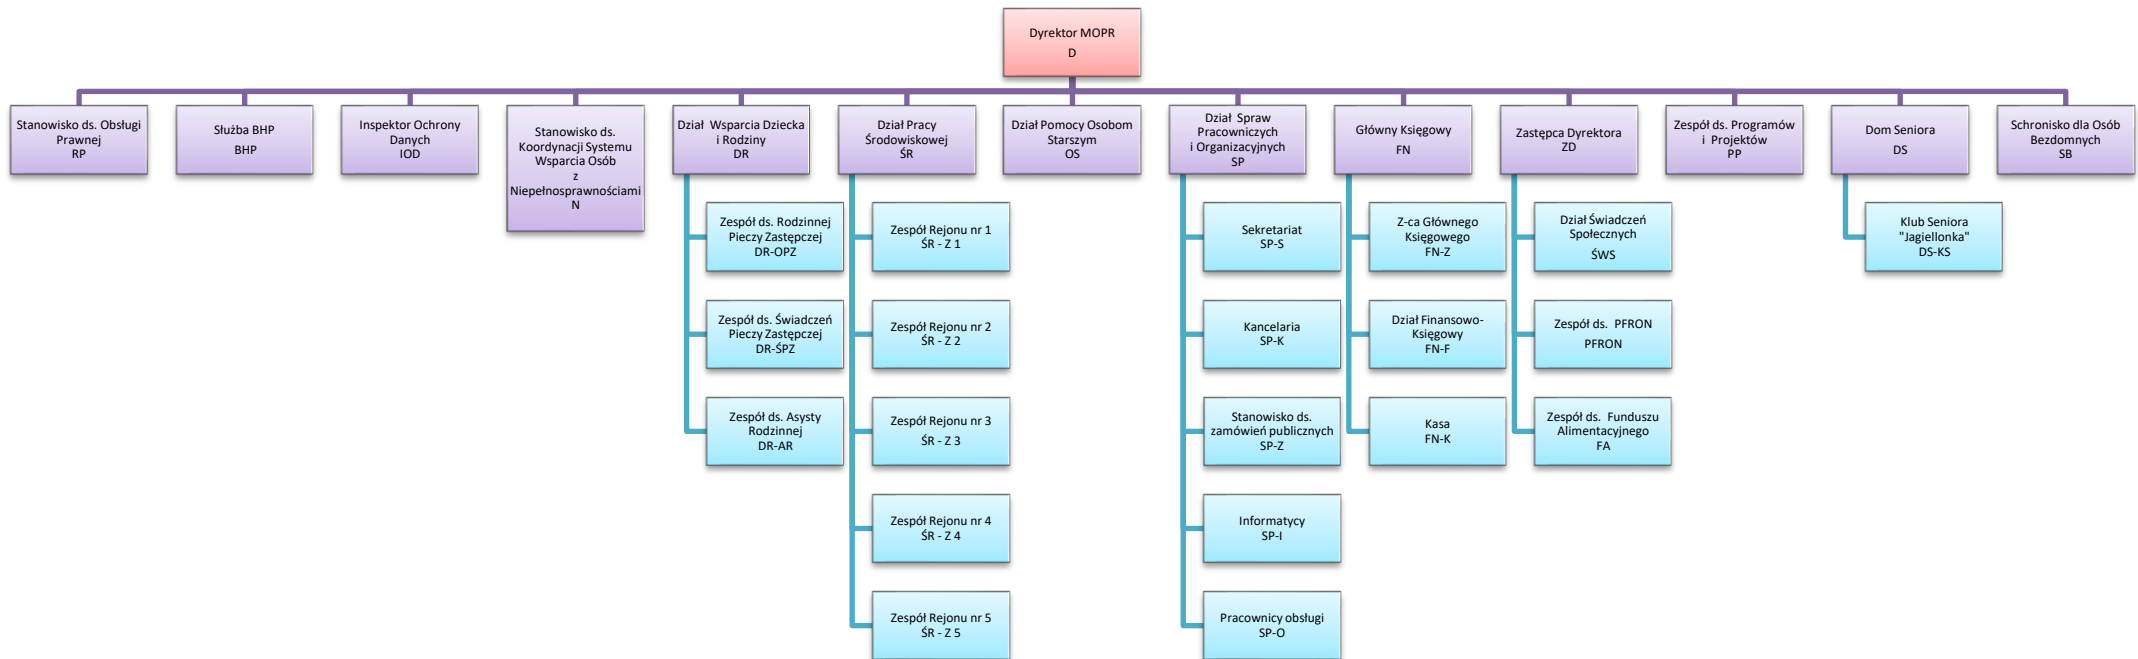 Dyrektor MOPR
D
Stanowisko ds. Obsługi
Prawnej
RP
Służba BHP
BHP
Inspektor Ochrony
Danych
IOD
Stanowisko ds.
Koordynacji Systemu
Wsparcia Osób
z
Niepełnosprawnościami
N
Dział Wsparcia Dziecka
i Rodziny
DR
Dział Pracy
Środowiskowej
ŚR
Dział Pomocy Osobom
Starszym
OS
Dział Spraw
Pracowniczych
i Organizacyjnych
SP
Główny Księgowy
FN
Zastępca Dyrektora
ZD
Zespół ds. Programów
i Projektów
PP
Dom Seniora
DS
Schronisko dla Osób
Bezdomnych
SB
Zespół ds. Rodzinnej
Pieczy Zastępczej
DR-OPZ
Zespół ds. Świadczeń
Pieczy Zastępczej
DR-ŚPZ
Zespół ds. Asysty
Rodzinnej
DR-AR
Zespół Rejonu nr 1
ŚR - Z 1
Zespół Rejonu nr 2
ŚR - Z 2
Zespół Rejonu nr 3
ŚR - Z 3
Zespół Rejonu nr 4
ŚR - Z 4
Zespół Rejonu nr 5
ŚR - Z 5
Sekretariat
SP-S
Kancelaria
SP-K
Stanowisko ds.
zamówień publicznych
SP-Z
Informatycy
SP-I
Pracownicy obsługi
SP-O
Z-ca Głównego
Księgowego
FN-Z
Dział Finansowo-
Księgowy
FN-F
Kasa
FN-K
Dział Świadczeń
Społecznych
ŚWS
Zespół ds. PFRON
PFRON
Zespół ds. Funduszu
Alimentacyjnego
FA
Klub Seniora
"Jagiellonka"
DS-KS